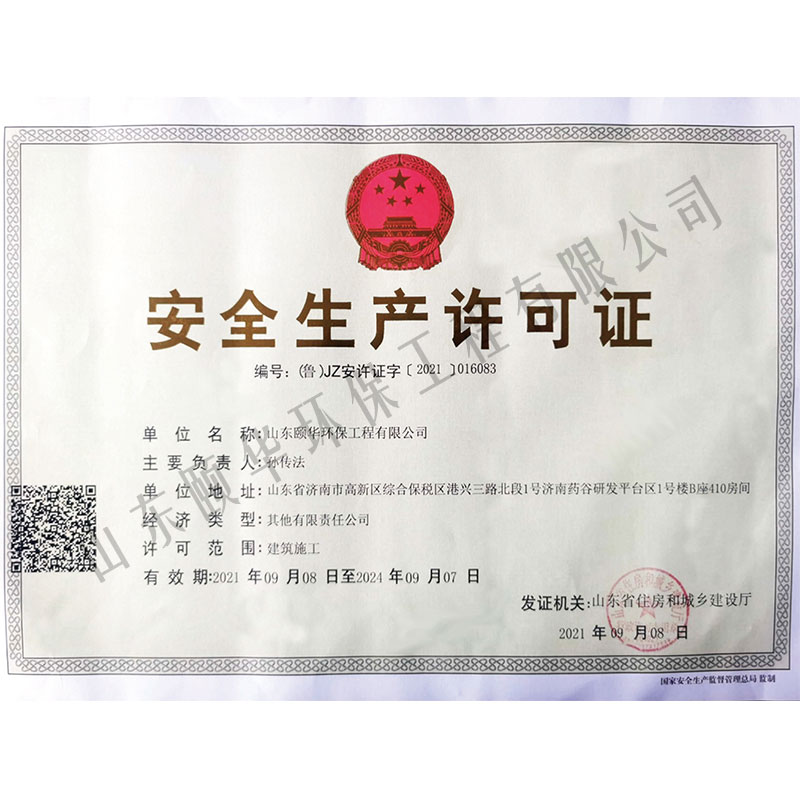 安全生产许可证
编号：(鲁)JZ安许证字〔2021〕016083
单位名称：山东颐华环保工程有限公司
主要负责人：孙传法
单位地址：山东省济南市高新区综合保税区港兴三路北段1号济南药谷研发平台区1号楼B座410房间
经济类型：其他有限责任公司
许可范围：建筑施工
有效期：2021年09月08日至2024年09月07日
发证机关：山东省住房和城乡建设厅
2021年09月08日
国家安全生产监督管理总局 监制
山东颐华环保工程有限公司